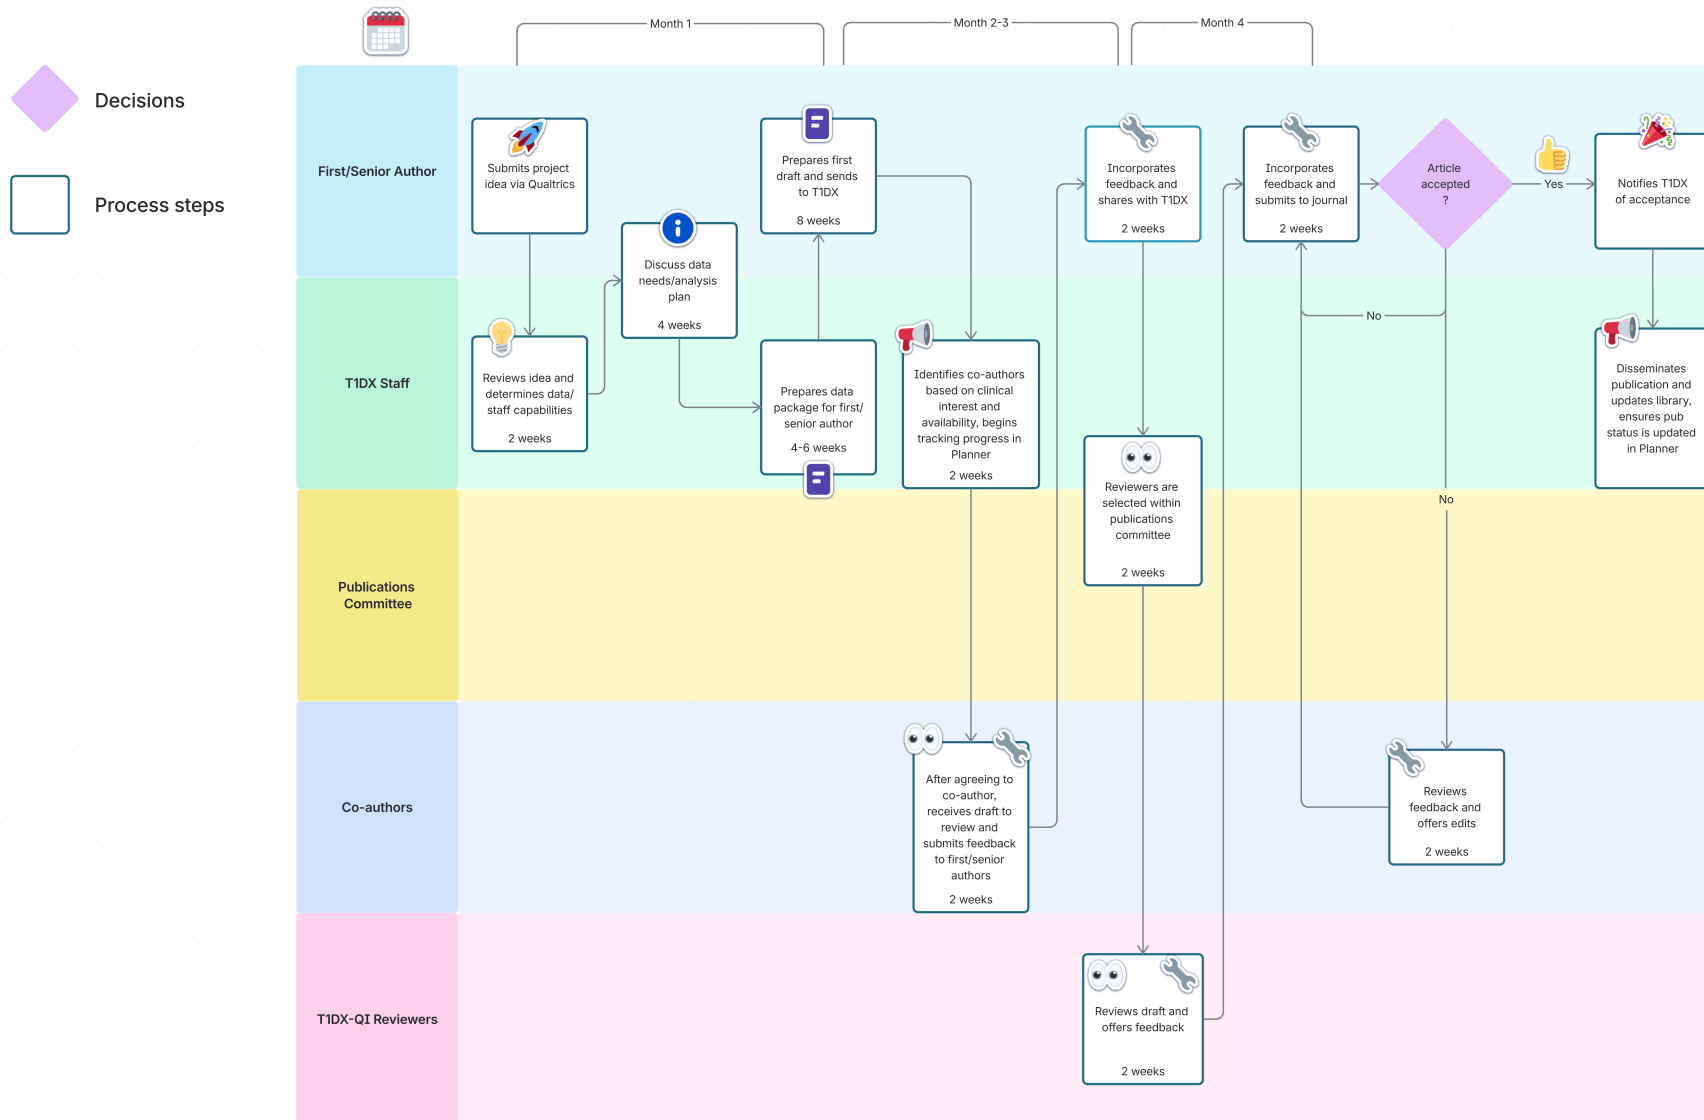 Month 1
Month 2-3
Month 4
Decisions
Process steps
First/Senior Author
Submits project
idea via Qualtrics
Prepares first
draft and sends
to T1DX
8 weeks
Incorporates
feedback and
shares with T1DX
2 weeks
Incorporates
feedback and
submits to journal
2 weeks
Article
accepted
?
Yes
Notifies T1DX
of acceptance
Discuss data
needs/analysis
plan
4 weeks
No
T1DX Staff
Reviews idea and
determines data/
staff capabilities
2 weeks
Prepares data
package for first/
senior author
4-6 weeks
Identifies co-authors
based on clinical
interest and
availability, begins
tracking progress in
Planner
2 weeks
Disseminates
publication and
updates library,
ensures pub
status is updated
in Planner
Reviewers are
selected within
publications
committee
2 weeks
No
Publications
Committee
Co-authors
After agreeing to
co-author,
receives draft to
review and
submits feedback
to first/senior
authors
2 weeks
Reviews
feedback and
offers edits
2 weeks
T1DX-QI Reviewers
Reviews draft and
offers feedback
2 weeks